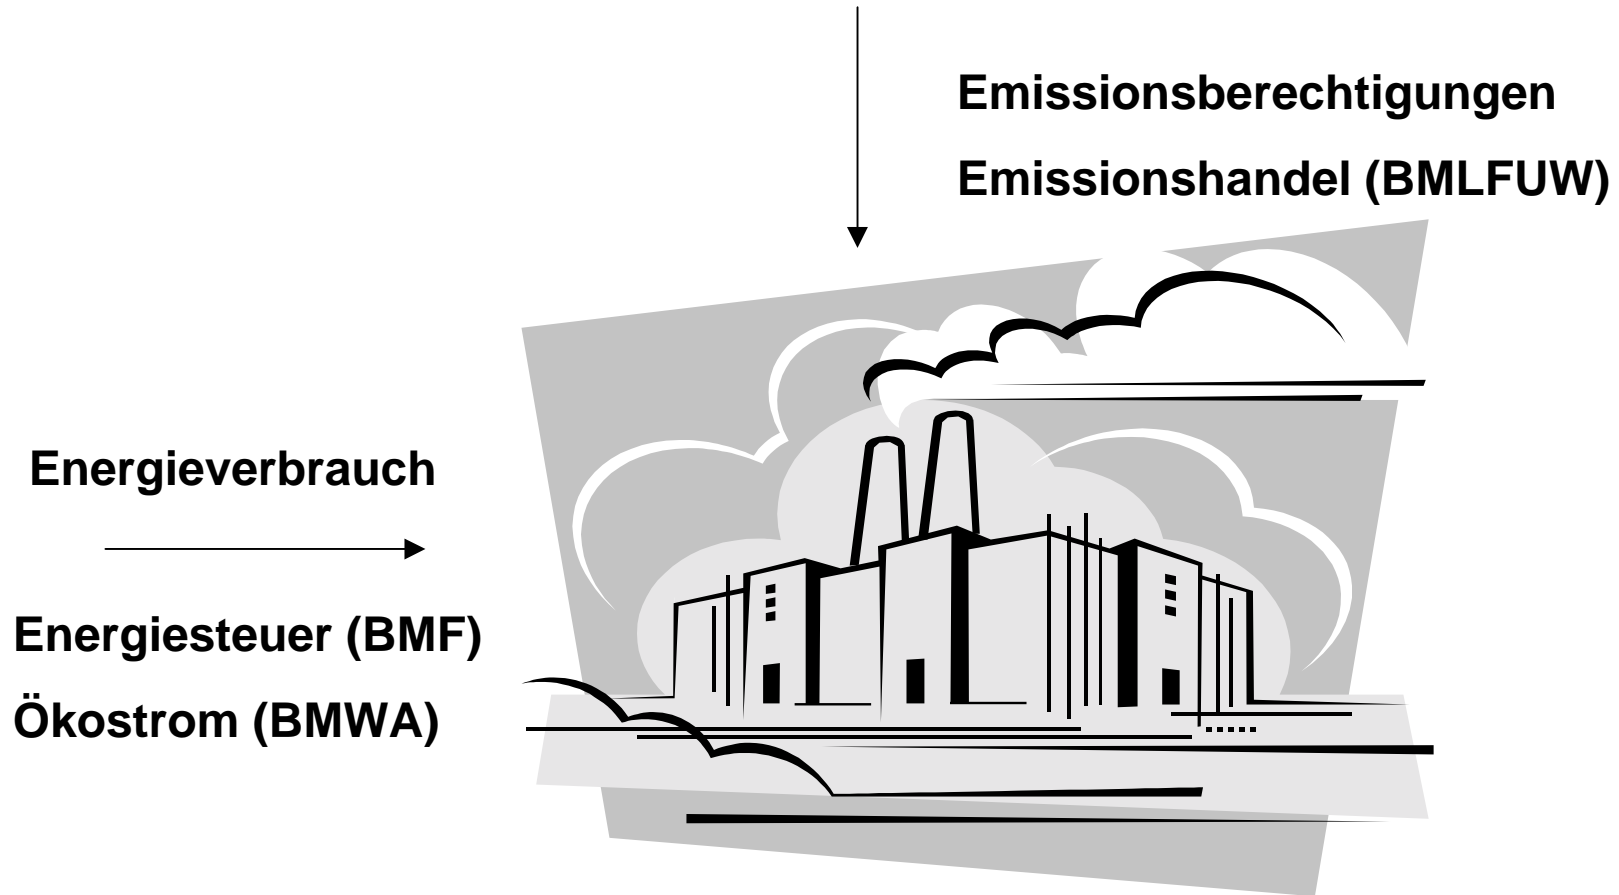 Emissionsberechtigungen
Emissionshandel (BMLFUW)
Energieverbrauch
Energiesteuer (BMF)
Ökostrom (BMWA)